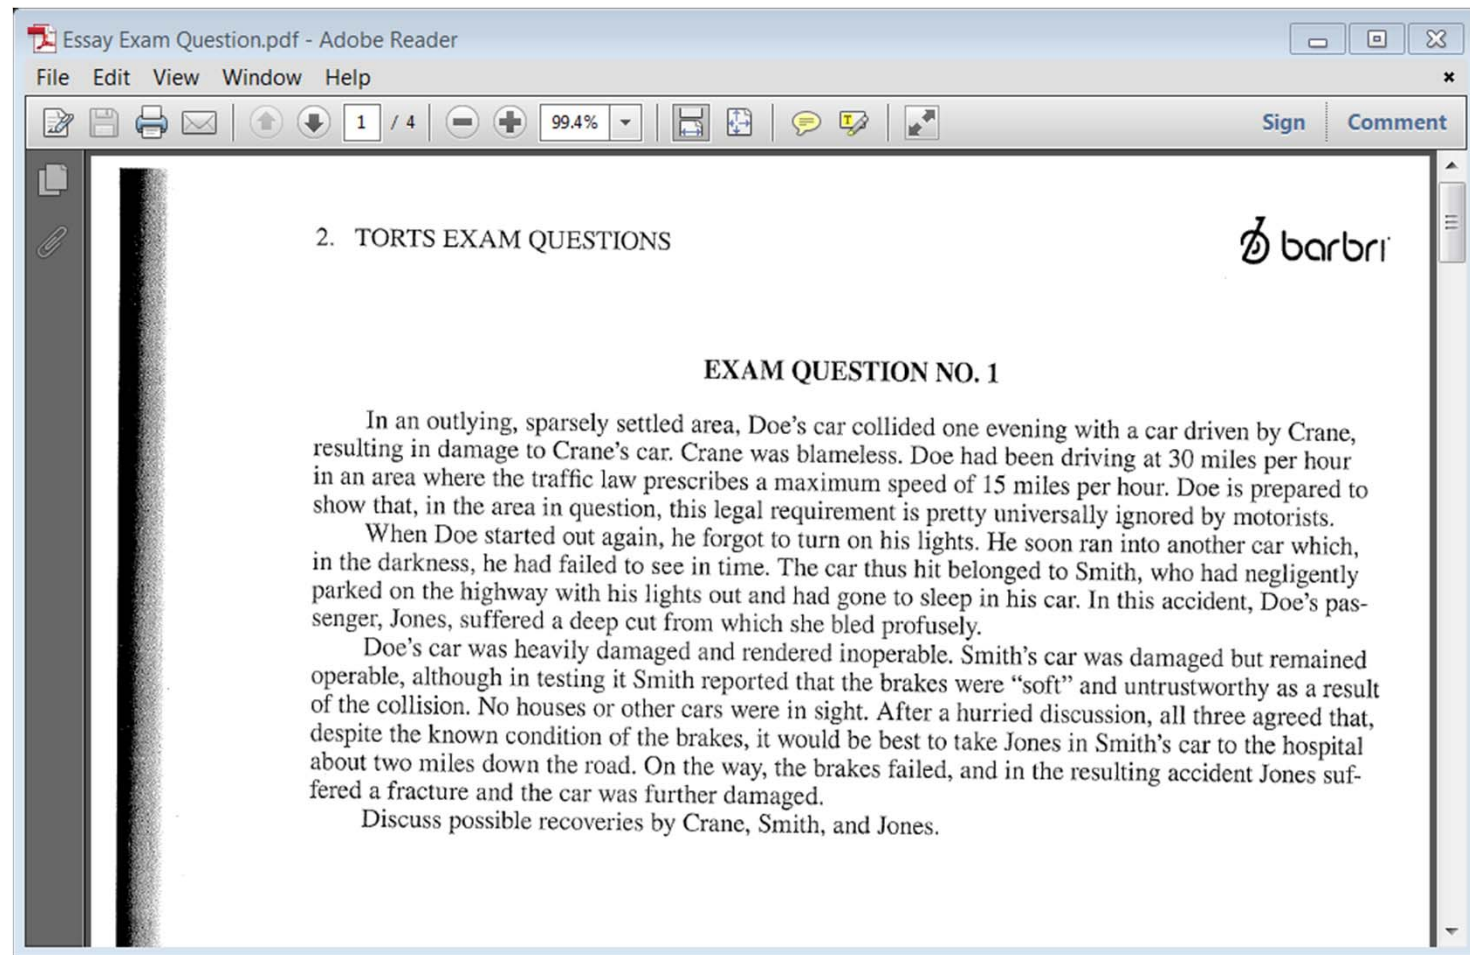 Essay Exam Question.pdf - Adobe Reader
File Edit View Window Help
1 / 4 99.4% Sign Comment
2. TORTS EXAM QUESTIONS
barbri
EXAM QUESTION NO. 1
In an outlying, sparsely settled area, Doe's car collided one evening with a car driven by Crane,
resulting in damage to Crane's car. Crane was blameless. Doe had been driving at 30 miles per hour
in an area where the traffic law prescribes a maximum speed of 15 miles per hour. Doe is prepared to
show that, in the area in question, this legal requirement is pretty universally ignored by motorists.
When Doe started out again, he forgot to turn on his lights. He soon ran into another car which,
in the darkness, he had failed to see in time. The car thus hit belonged to Smith, who had negligently
parked on the highway with his lights out and had gone to sleep in his car. In this accident, Doe's pas-
senger, Jones, suffered a deep cut from which she bled profusely.
Doe's car was heavily damaged and rendered inoperable. Smith's car was damaged but remained
operable, although in testing it Smith reported that the brakes were “soft” and untrustworthy as a result
of the collision. No houses or other cars were in sight. After a hurried discussion, all three agreed that,
despite the known condition of the brakes, it would be best to take Jones in Smith's car to the hospital
about two miles down the road. On the way, the brakes failed, and in the resulting accident Jones suf-
fered a fracture and the car was further damaged.
Discuss possible recoveries by Crane, Smith, and Jones.